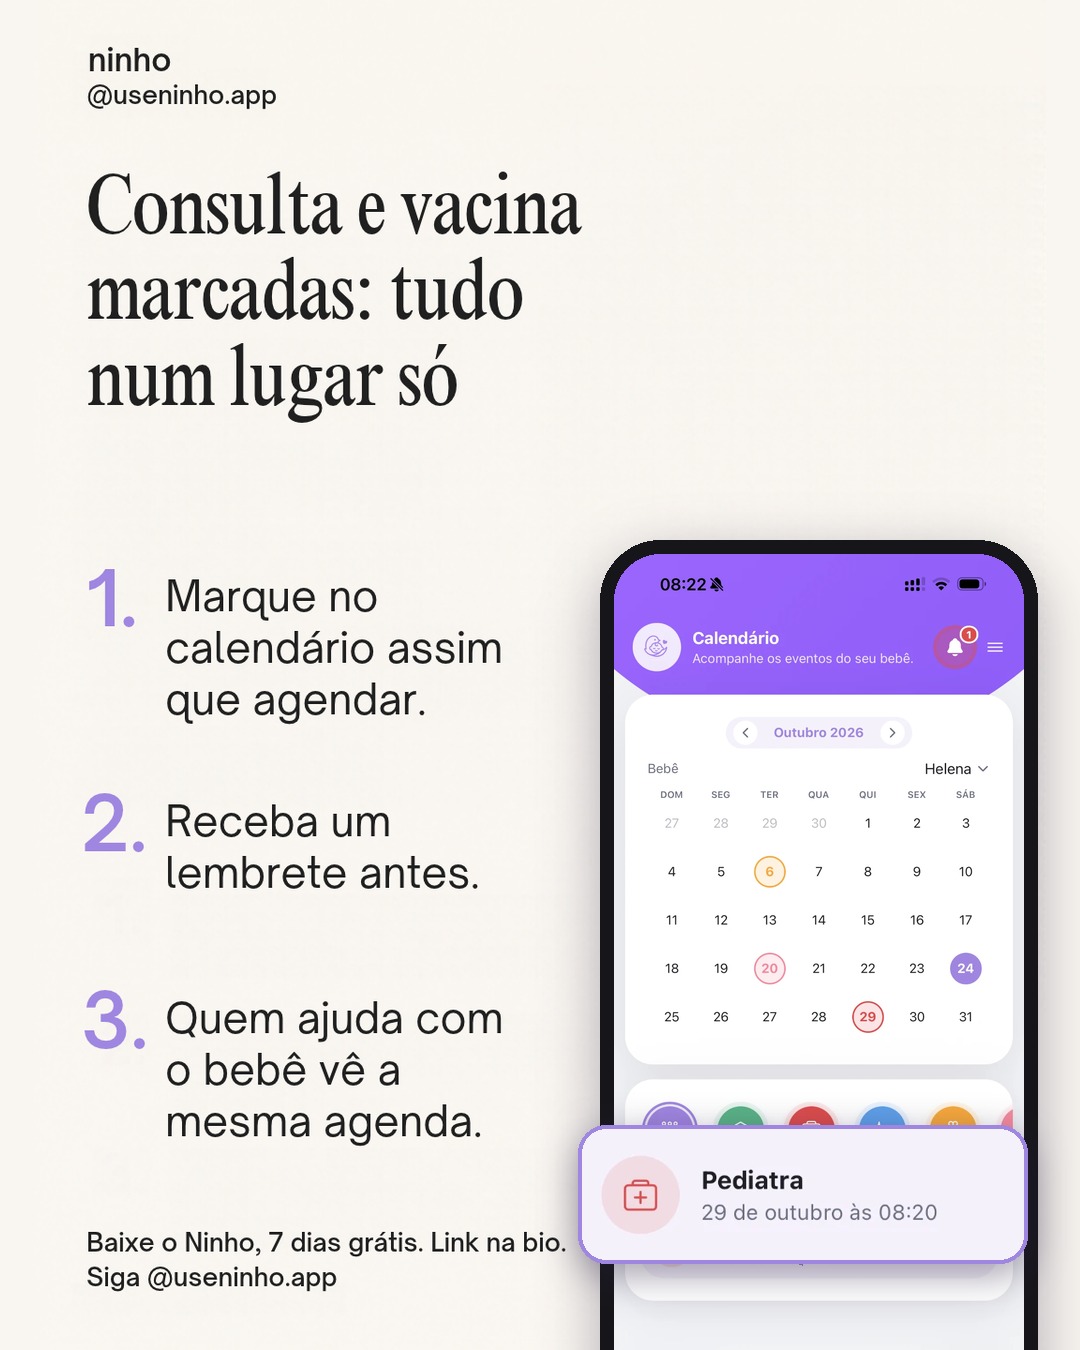 ninho
@useninho.app
Consulta e vacina
marcadas: tudo
num lugar só
1. Marque no
calendário assim
que agendar.
2. Receba um
lembrete antes.
3. Quem ajuda com
o bebê vê a
mesma agenda.
Baixe o Ninho, 7 dias grátis. Link na bio.
Siga @useninho.app
08:22
Calendário
Acompanhe os eventos do seu bebê.
1
Outubro 2026
Bebê Helena
DOM SEG TER QUA QUI SEX SÁB
27 28 29 30 1 2 3
4 5 6 7 8 9 10
11 12 13 14 15 16 17
18 19 20 21 22 23 24
25 26 27 28 29 30 31
Pediatra
29 de outubro às 08:20